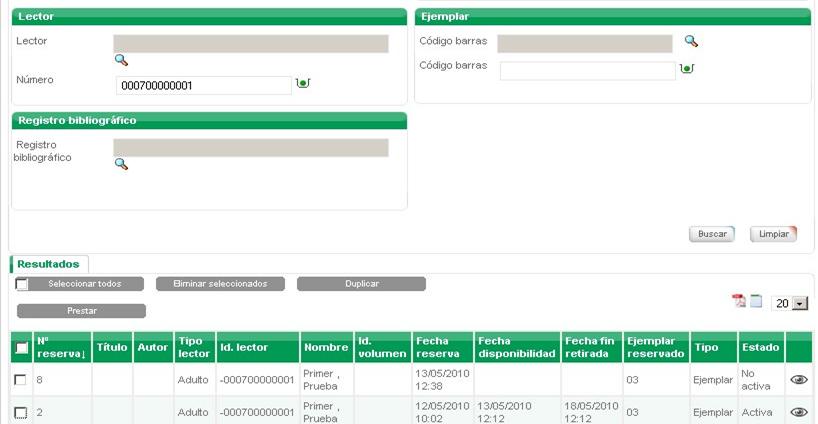 Lector
Ejemplar
Lector
Código barras
Número
000700000001
Código barras
Registro bibliográfico
Registro
bibliográfico
Buscar
Limpiar
Resultados
Seleccionar todos
Eliminar seleccionados
Duplicar
Prestar
20
Nº reserva↓ Título Autor Tipo lector Id. lector Nombre Id. volumen Fecha reserva Fecha disponibilidad Fecha fin retirada Ejemplar reservado Tipo Estado
8 Adulto -000700000001 Primer , Prueba 13/05/2010 12:38 03 Ejemplar No activa
2 Adulto -000700000001 Primer , Prueba 12/05/2010 10:02 13/05/2010 12:12 18/05/2010 12:12 03 Ejemplar Activa